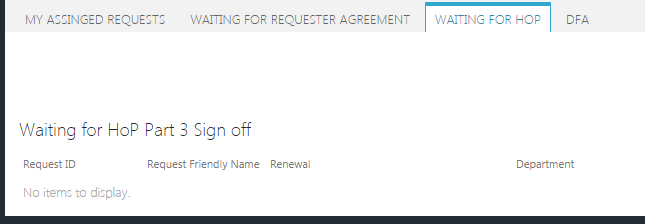 MY ASSINGED REQUESTS WAITING FOR REQUESTER AGREEMENT WAITING FOR HOP DFA
Waiting for HoP Part 3 Sign off
Request ID Request Friendly Name Renewal Department
No items to display.